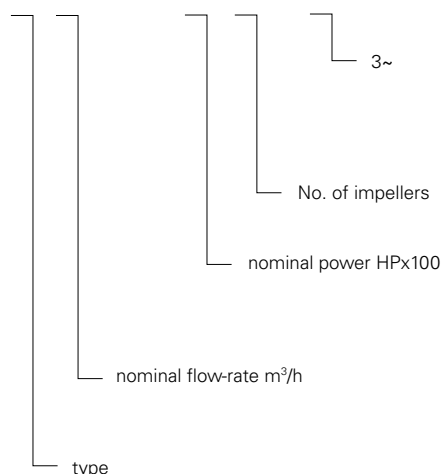 3~
No. of impellers
nominal power HPx100
nominal flow-rate m³/h
type